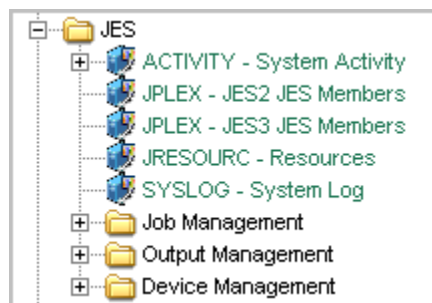 JES
ACTIVITY - System Activity
JPLEX - JES2 JES Members
JPLEX - JES3 JES Members
JRESOURC - Resources
SYSLOG - System Log
Job Management
Output Management
Device Management